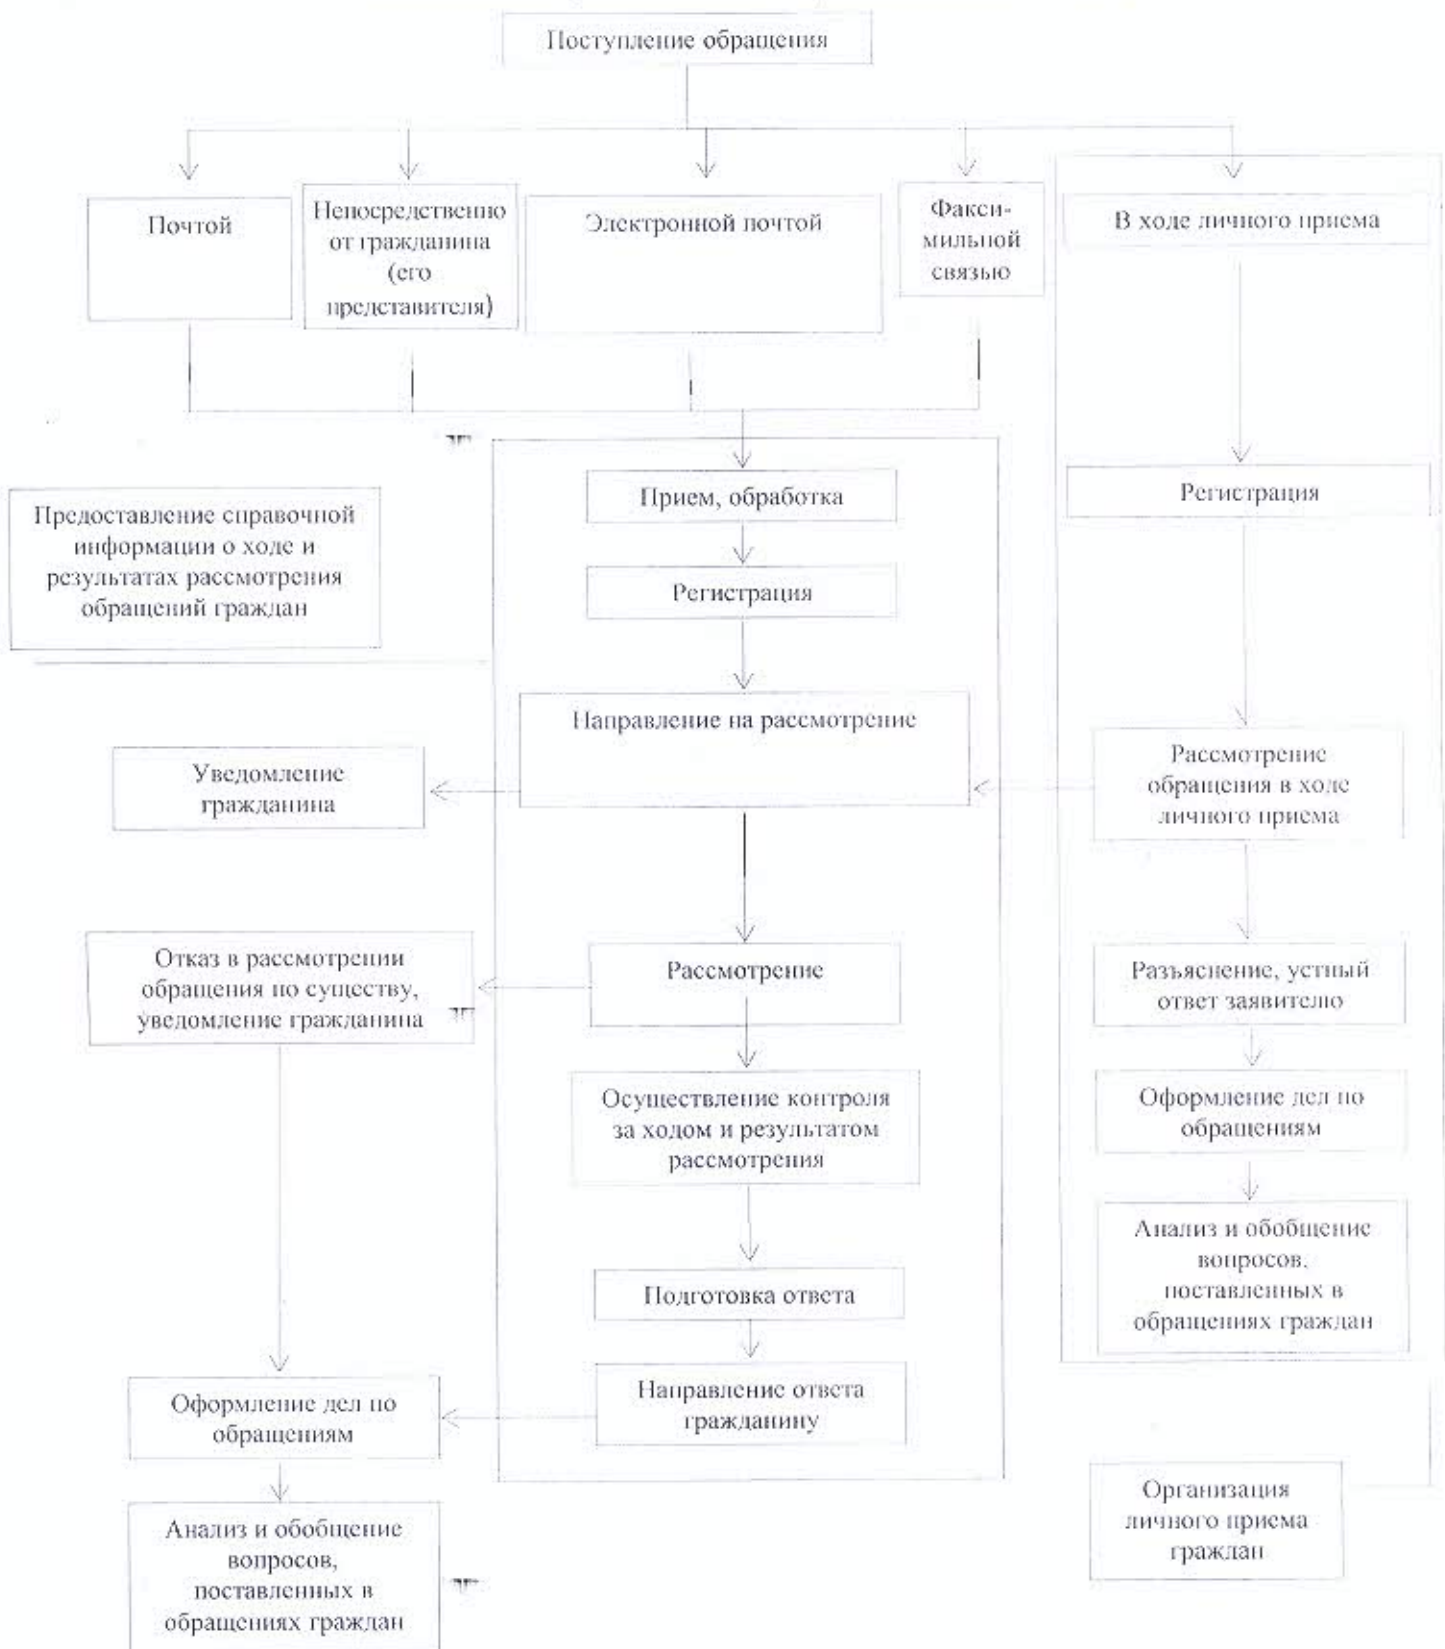 Поступление обращения
Почтой
Непосредственно
от гражданина
(его
представителя)
Электронной почтой
Факси-
мильной
связью
В ходе личного приема
Прием, обработка
Регистрация
Предоставление справочной
информации о ходе и
результатах рассмотрения
обращений граждан
Регистрация
Направление на рассмотрение
Уведомление
гражданина
Рассмотрение
обращения в ходе
личного приема
Отказ в рассмотрении
обращения по существу,
уведомление гражданина
Рассмотрение
Разъяснение, устный
ответ заявителю
Осуществление контроля
за ходом и результатом
рассмотрения
Оформление дел по
обращениям
Анализ и обобщение
вопросов,
поставленных в
обращениях граждан
Подготовка ответа
Направление ответа
гражданину
Оформление дел по
обращениям
Организация
личного приема
граждан
Анализ и обобщение
вопросов,
поставленных в
обращениях граждан